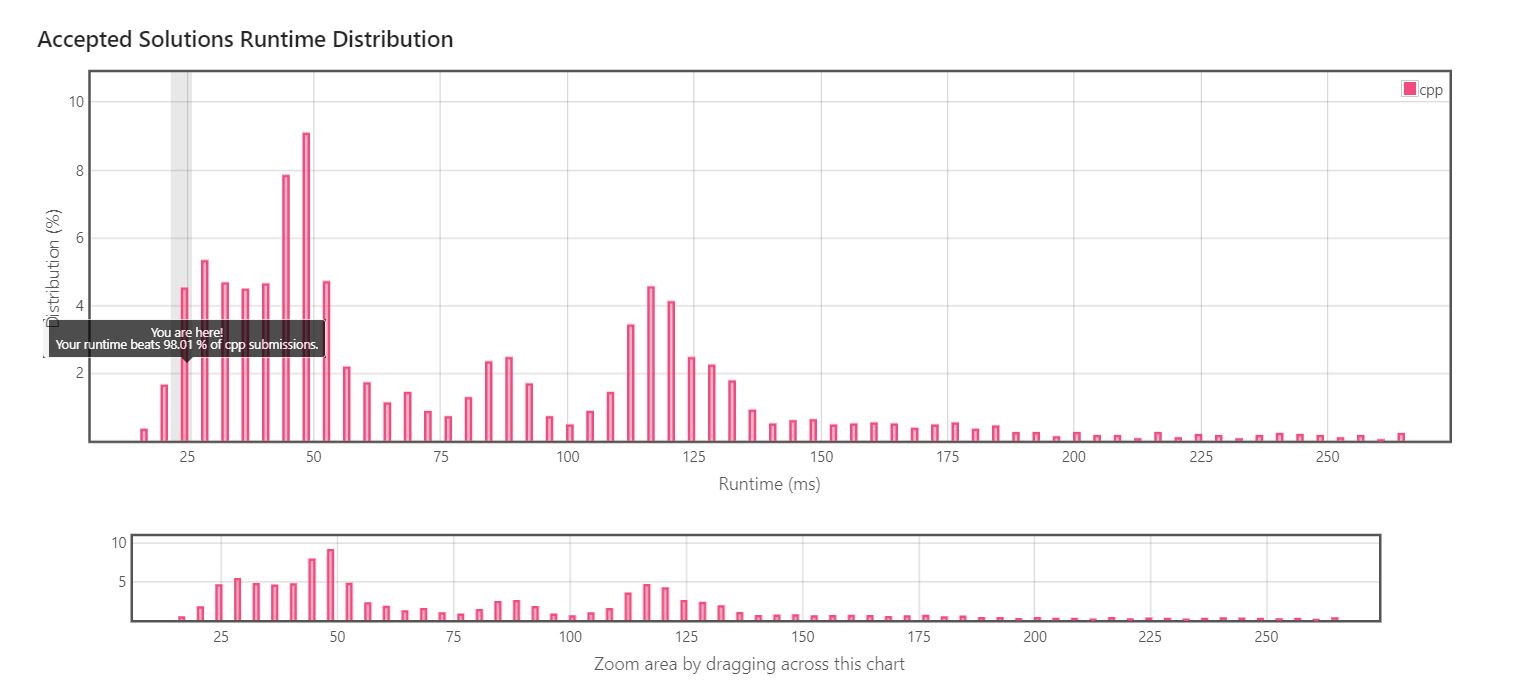 Accepted Solutions Runtime Distribution
cpp
10
8
6
4
2
Distribution (%)
You are here!
Your runtime beats 98.01 % of cpp submissions.
25 50 75 100 125 150 175 200 225 250
Runtime (ms)
10
5
25 50 75 100 125 150 175 200 225 250
Zoom area by dragging across this chart